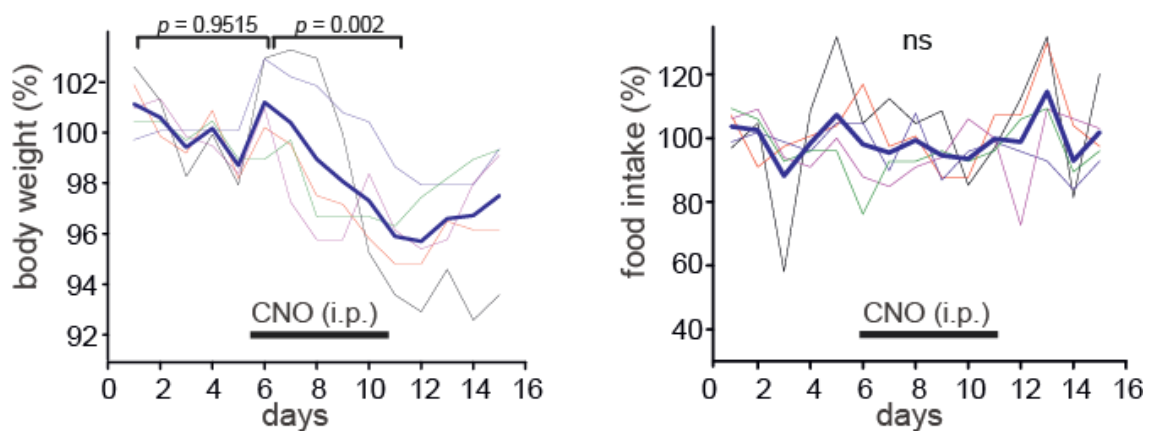 p = 0.9515 p = 0.002
body weight (%)
102
100
98
96
94
92
CNO (i.p.)
0 2 4 6 8 10 12 14 16
days
ns
food intake (%)
120
100
80
60
40
CNO (i.p.)
0 2 4 6 8 10 12 14 16
days